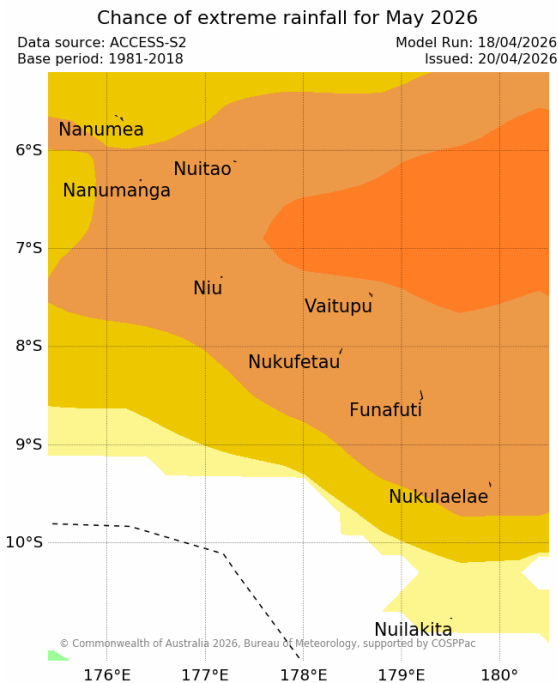 Chance of extreme rainfall for May 2026
Data source: ACCESS-S2
Model Run: 18/04/2026
Base period: 1981-2018
Issued: 20/04/2026
Nanumea
6°S
Nuitao
Nanumanga
7°S
Niu
Vaitupu
8°S
Nukufetau
Funafuti
9°S
Nukulaelae
10°S
Nuilakita
© Commonwealth of Australia 2026, Bureau of Meteorology, supported by COSPPac
176°E 177°E 178°E 179°E 180°